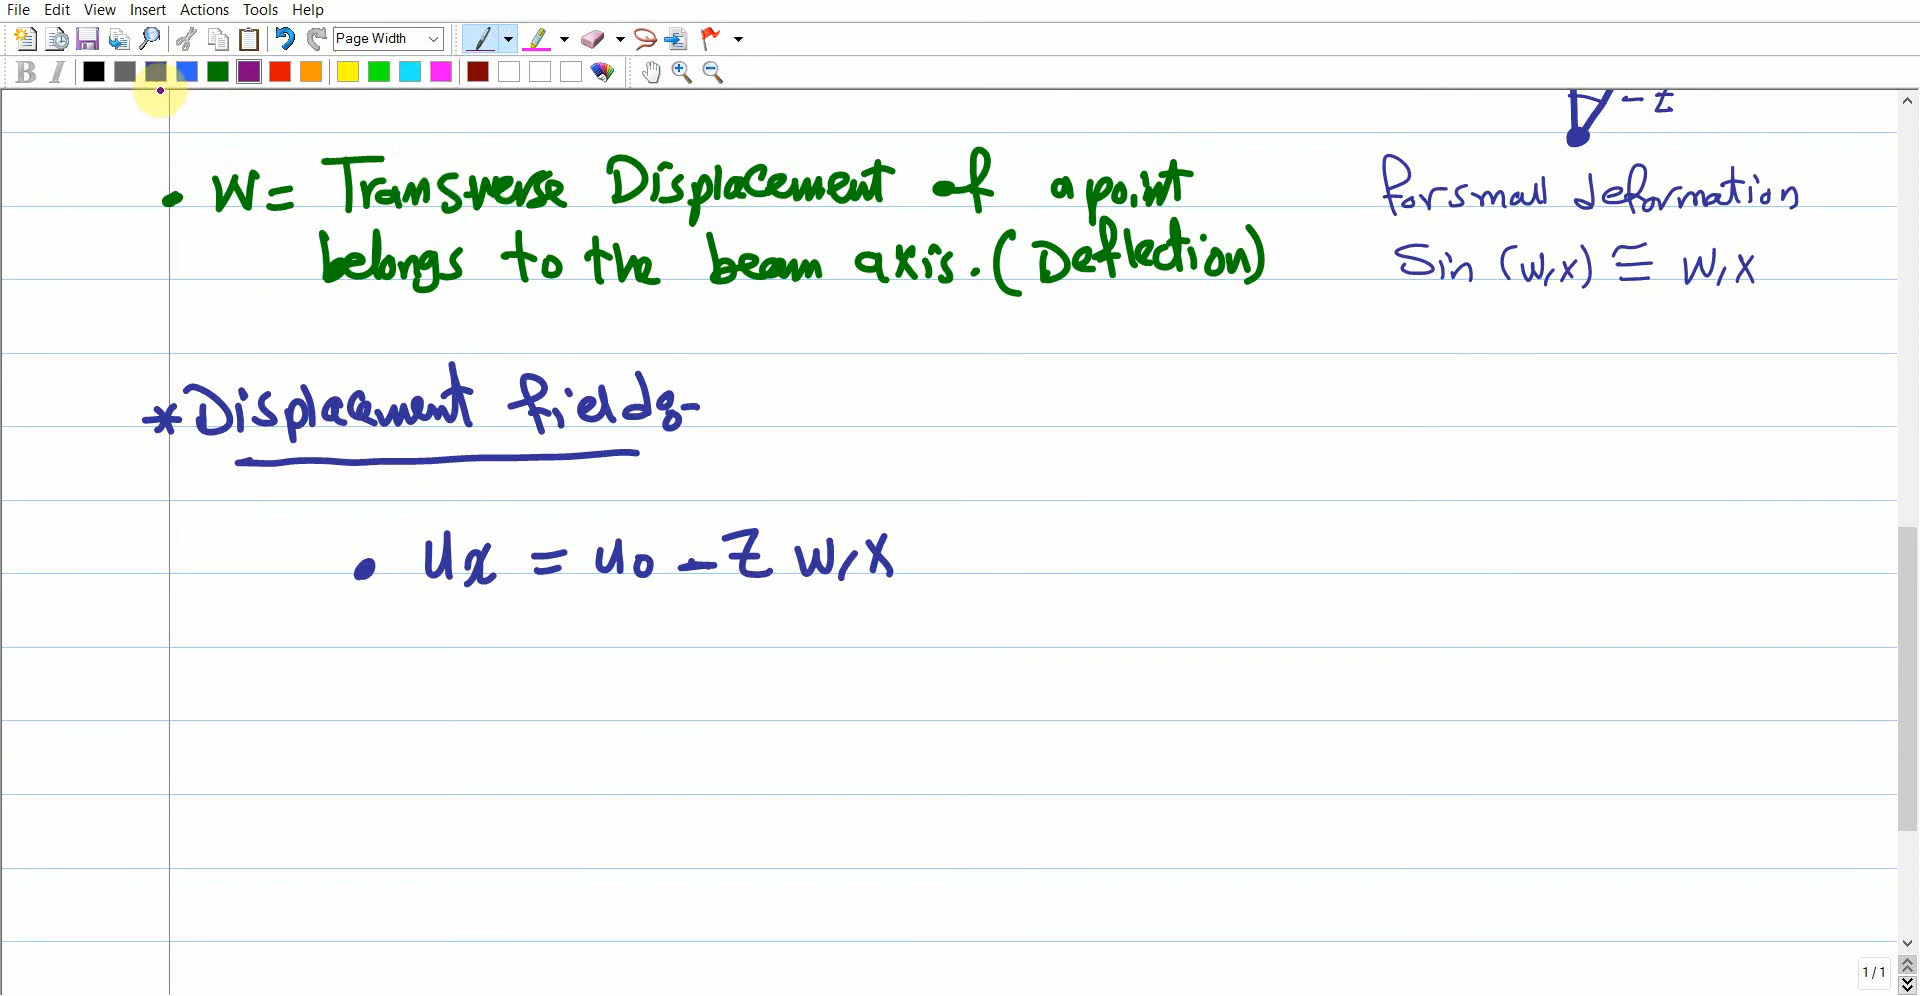 File Edit View Insert Actions Tools Help
Page Width
B I
- z
• W = Transverse Displacement of a point
belongs to the beam axis. (Deflection)
for small deformation
Sin (w,x) ≅ w,x
* Displacement field:-
• ux = u0 - z w,x
1 / 1